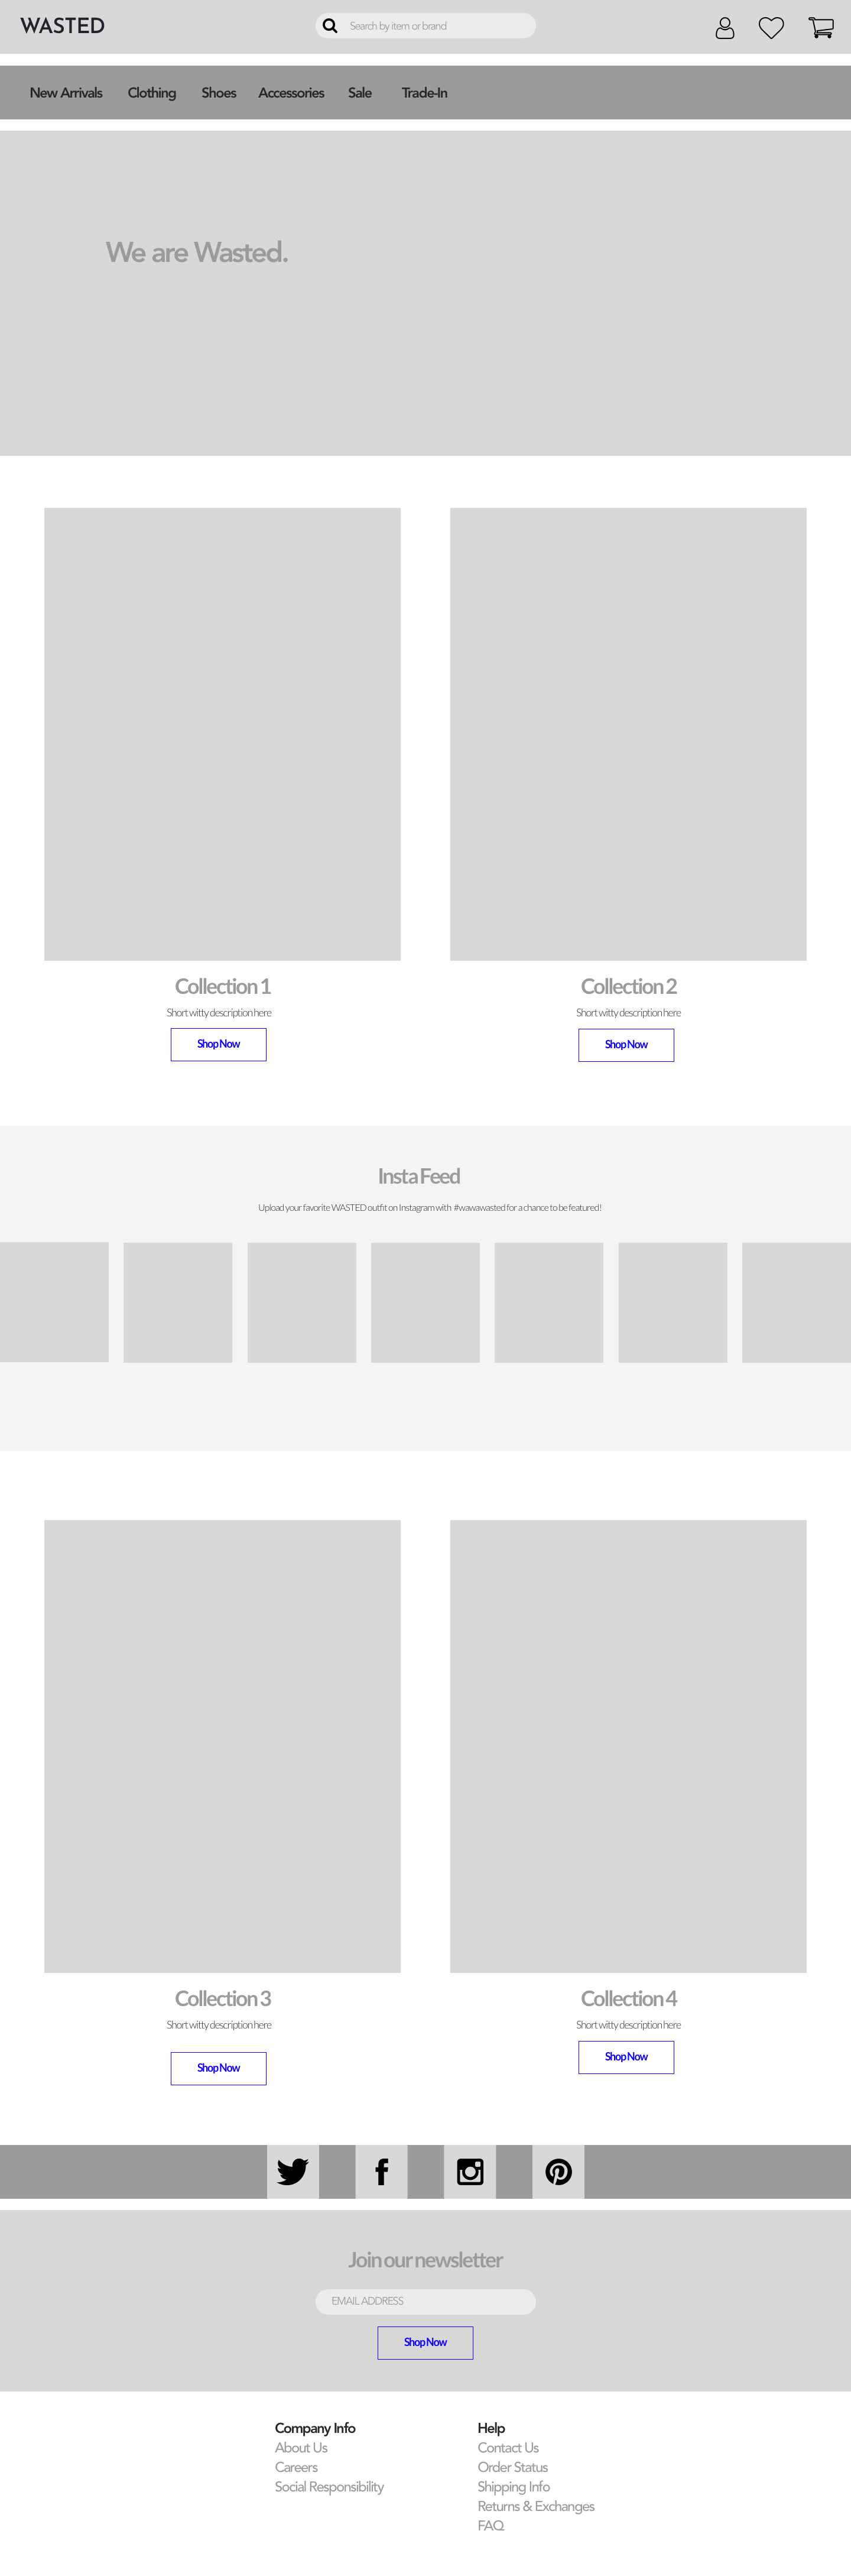 WASTED
Search by item or brand
New Arrivals Clothing Shoes Accessories Sale Trade-In
We are Wasted.
Collection 1
Short witty description here
Shop Now
Collection 2
Short witty description here
Shop Now
Insta Feed
Upload your favorite WASTED outfit on Instagram with #wawawasted for a chance to be featured!
Collection 3
Short witty description here
Shop Now
Collection 4
Short witty description here
Shop Now
Join our newsletter
EMAIL ADDRESS
Shop Now
Company Info
About Us
Careers
Social Responsibility
Help
Contact Us
Order Status
Shipping Info
Returns & Exchanges
FAQ